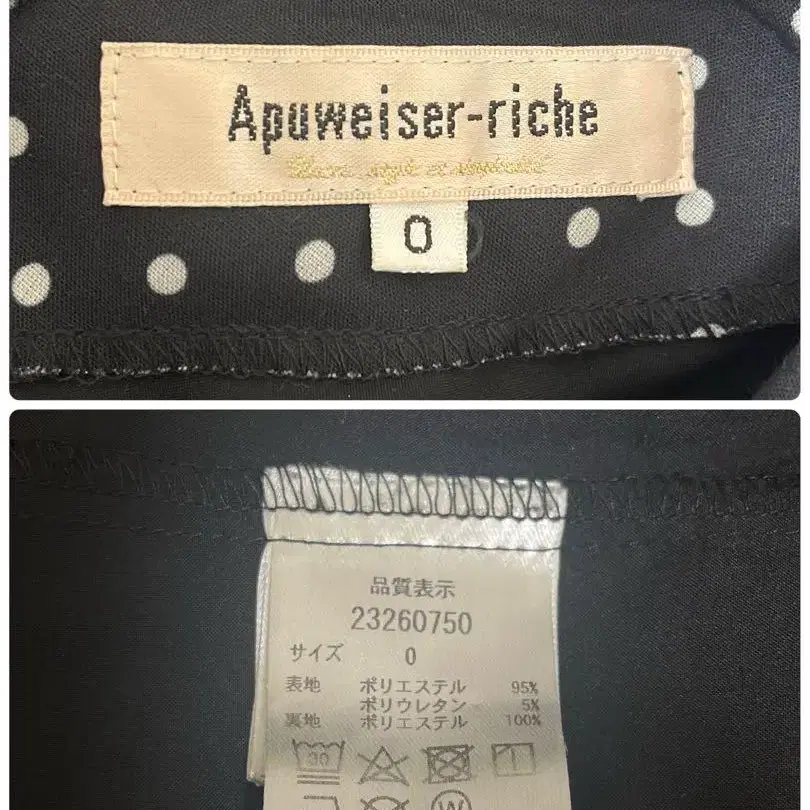 Apuweiser-riche
0
品質表示
23260750
サイズ 0
表地 ポリエステル 95%
ポリウレタン 5%
裏地 ポリエステル 100%
30
W